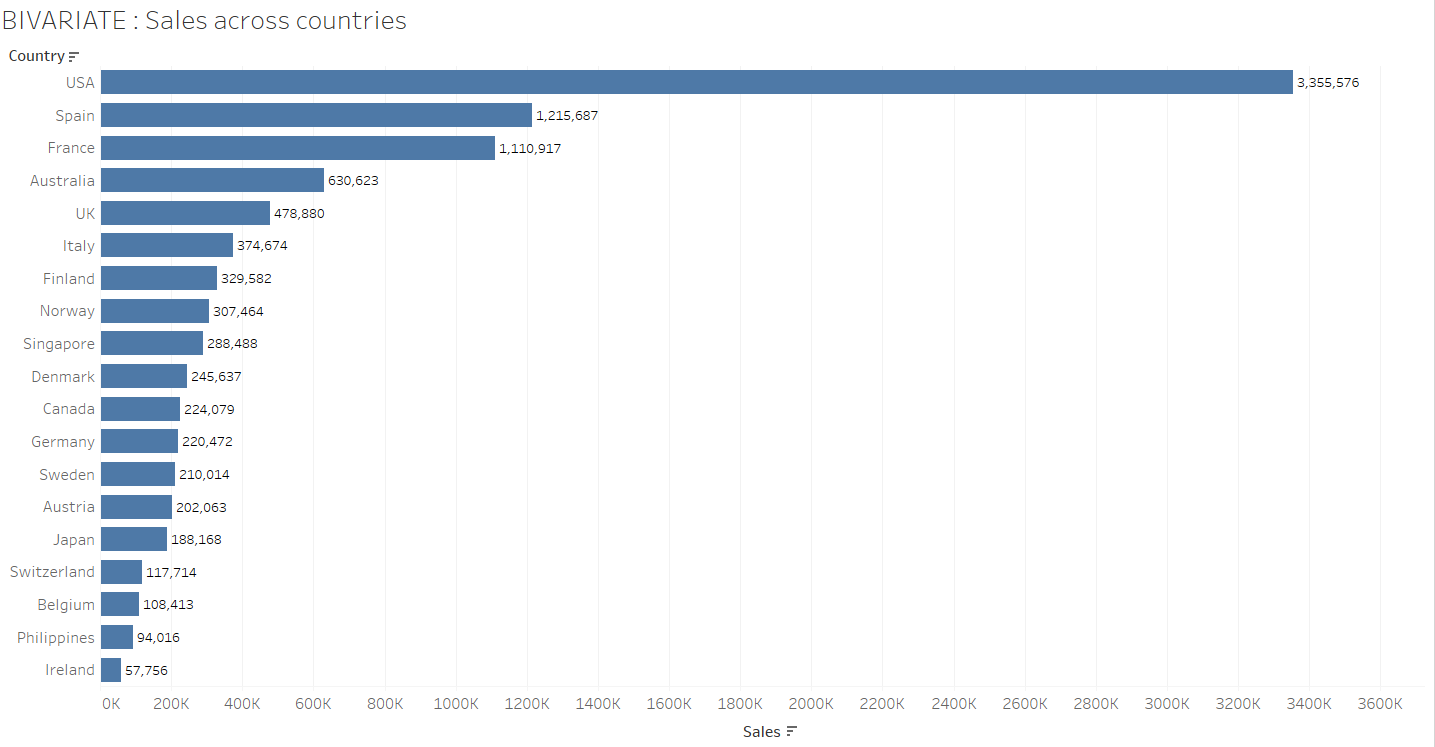 BIVARIATE : Sales across countries
Country
USA 3,355,576
Spain 1,215,687
France 1,110,917
Australia 630,623
UK 478,880
Italy 374,674
Finland 329,582
Norway 307,464
Singapore 288,488
Denmark 245,637
Canada 224,079
Germany 220,472
Sweden 210,014
Austria 202,063
Japan 188,168
Switzerland 117,714
Belgium 108,413
Philippines 94,016
Ireland 57,756
0K 200K 400K 600K 800K 1000K 1200K 1400K 1600K 1800K 2000K 2200K 2400K 2600K 2800K 3000K 3200K 3400K 3600K
Sales